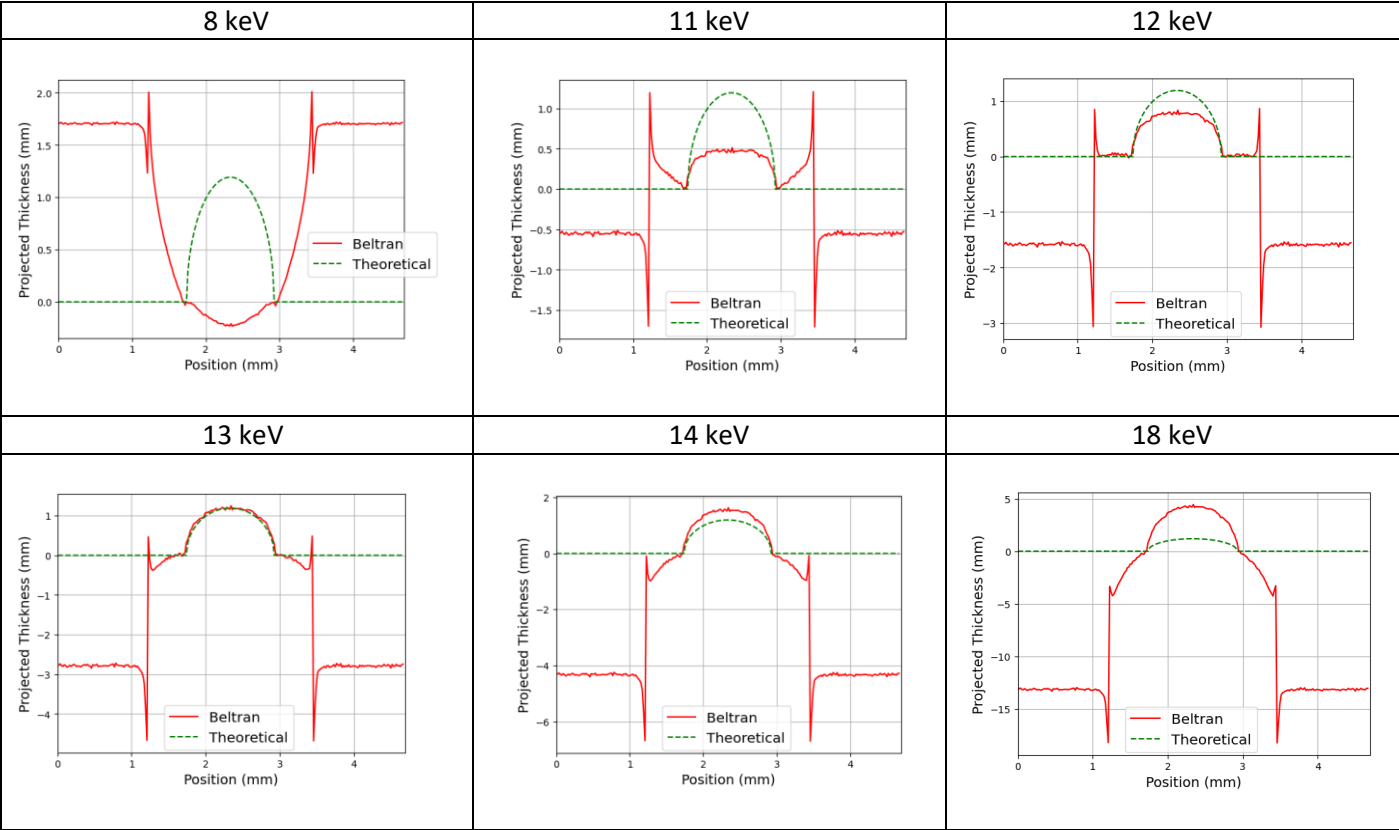 8 keV
11 keV
12 keV
2.0
1.5
1.0
0.5
0.0
0
1
2
3
4
Projected Thickness (mm)
Position (mm)
Beltran
Theoretical
1.0
0.5
0.0
−0.5
−1.0
−1.5
0
1
2
3
4
Projected Thickness (mm)
Position (mm)
Beltran
Theoretical
1
0
−1
−2
−3
0
1
2
3
4
Projected Thickness (mm)
Position (mm)
Beltran
Theoretical
13 keV
14 keV
18 keV
1
0
−1
−2
−3
−4
0
1
2
3
4
Projected Thickness (mm)
Position (mm)
Beltran
Theoretical
2
0
−2
−4
−6
0
1
2
3
4
Projected Thickness (mm)
Position (mm)
Beltran
Theoretical
5
0
−5
−10
−15
0
1
2
3
4
Projected Thickness (mm)
Position (mm)
Beltran
Theoretical